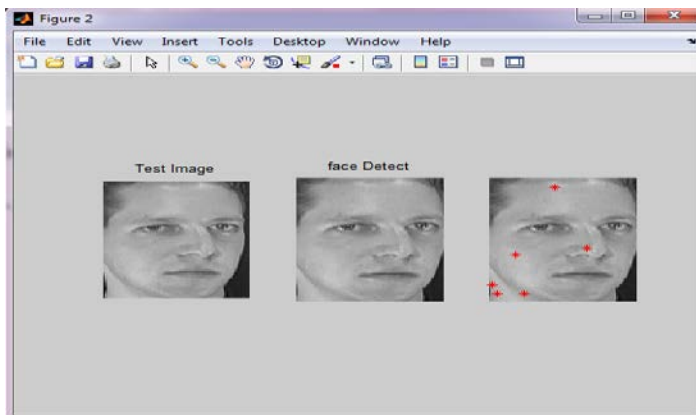 Figure 2
File Edit View Insert Tools Desktop Window Help
Test Image
face Detect